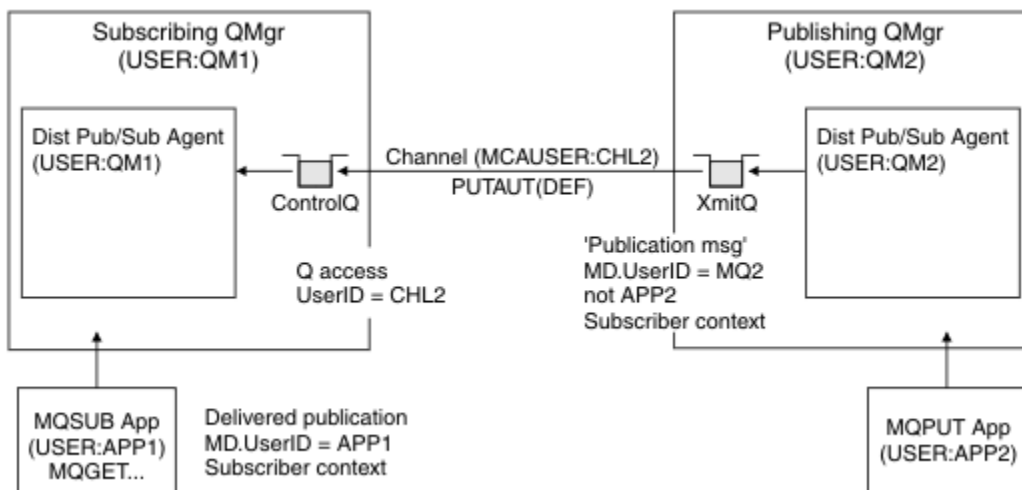 Subscribing QMgr
(USER:QM1)
Publishing QMgr
(USER:QM2)
Dist Pub/Sub Agent
(USER:QM1)
ControlQ
Channel (MCAUSER:CHL2)
PUTAUT(DEF)
XmitQ
Dist Pub/Sub Agent
(USER:QM2)
Q access
UserID = CHL2
'Publication msg'
MD.UserID = MQ2
not APP2
Subscriber context
MQSUB App
(USER:APP1)
MQGET...
Delivered publication
MD.UserID = APP1
Subscriber context
MQPUT App
(USER:APP2)